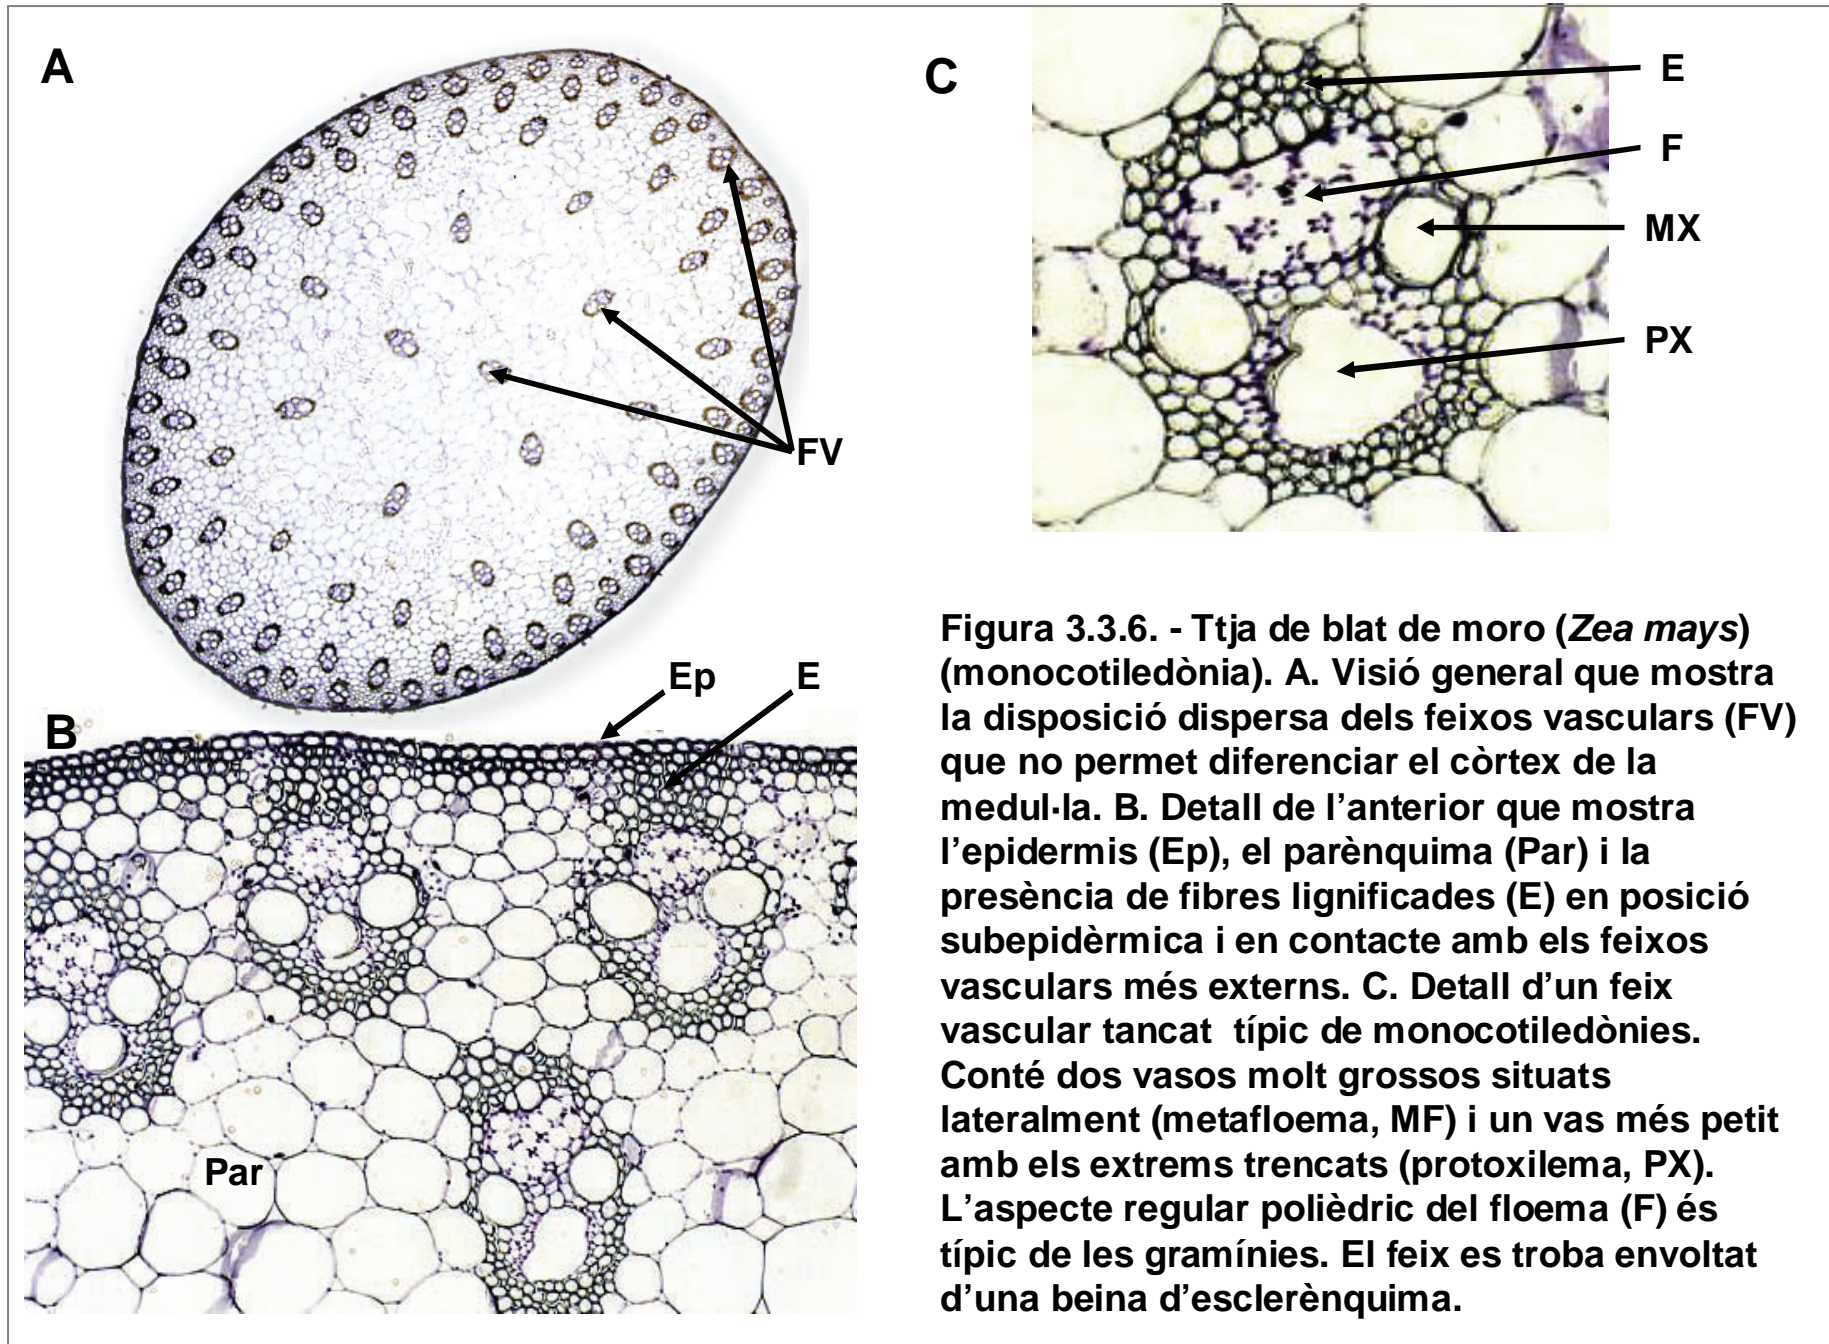 A
FV
B
Ep
E
Par
C
E
F
MX
PX
Figura 3.3.6. - Ttja de blat de moro (Zea mays)
(monocotiledònia). A. Visió general que mostra
la disposició dispersa dels feixos vasculars (FV)
que no permet diferenciar el còrtex de la
medul·la. B. Detall de l’anterior que mostra
l’epidermis (Ep), el parènquima (Par) i la
presència de fibres lignificades (E) en posició
subepidèrmica i en contacte amb els feixos
vasculars més externs. C. Detall d’un feix
vascular tancat  típic de monocotiledònies.
Conté dos vasos molt grossos situats
lateralment (metafloema, MF) i un vas més petit
amb els extrems trencats (protoxilema, PX).
L’aspecte regular polièdric del floema (F) és
típic de les gramínies. El feix es troba envoltat
d’una beina d’esclerènquima.